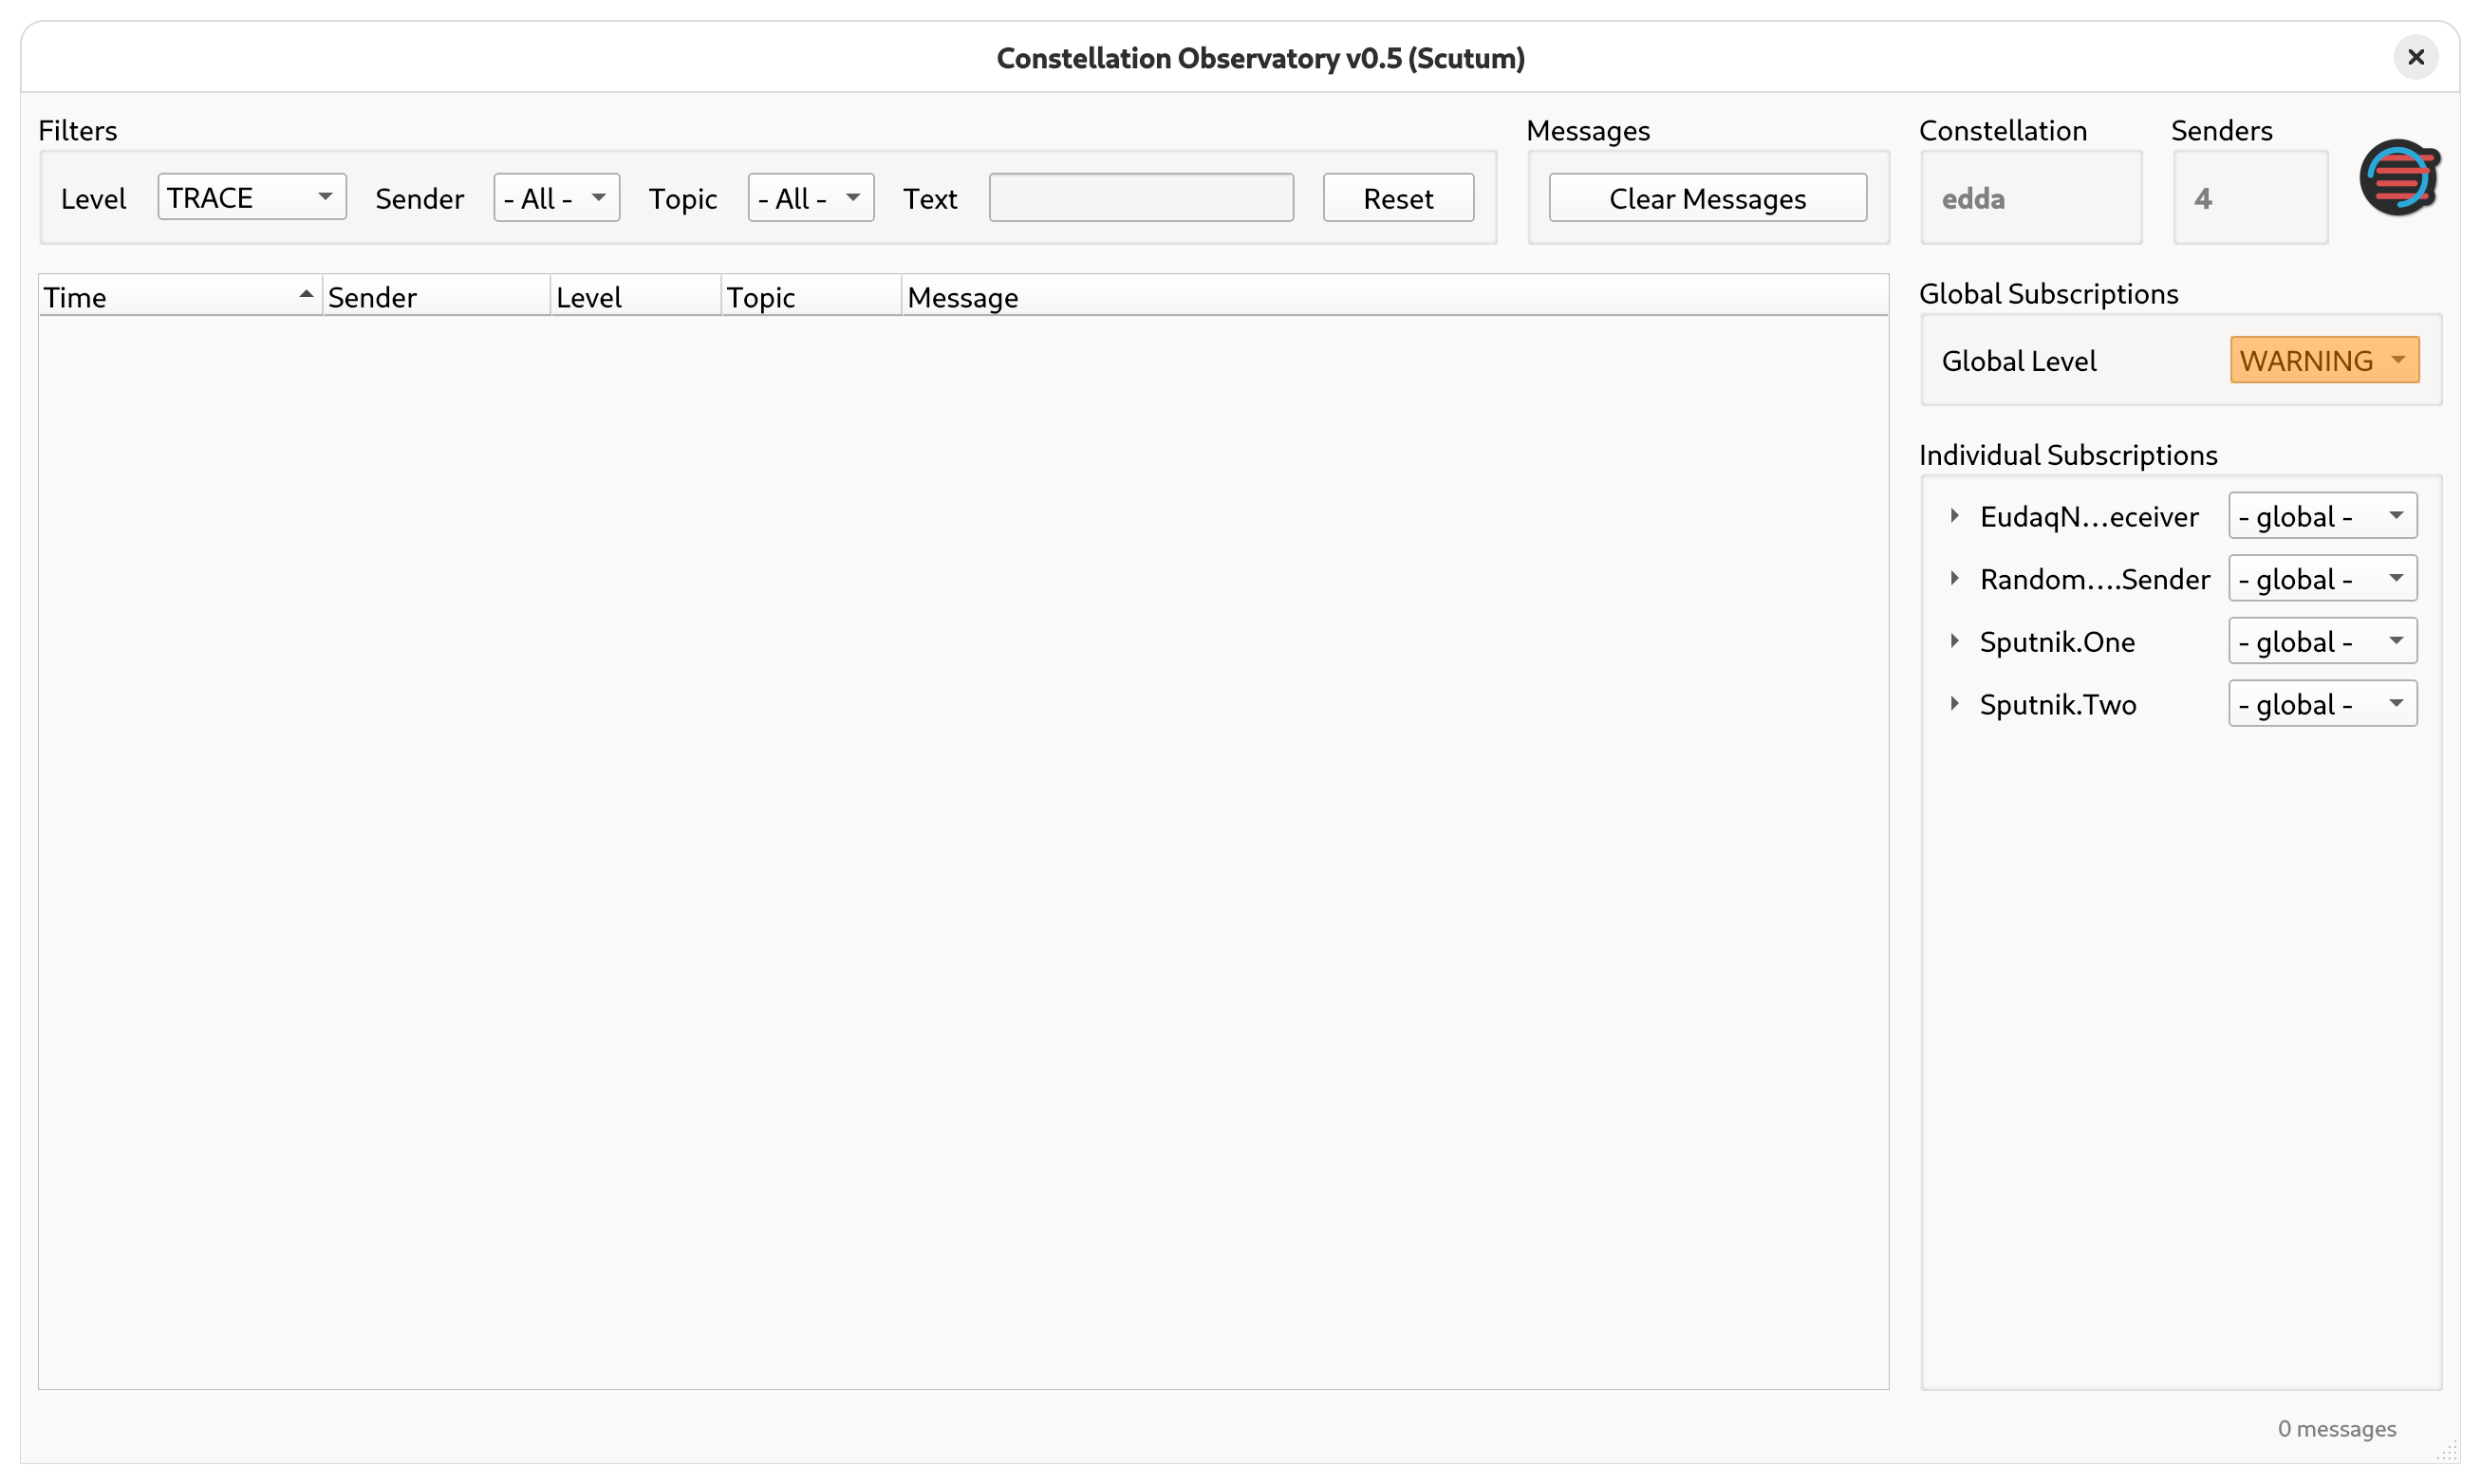 Constellation Observatory v0.5 (Scutum)
Filters
Level TRACE Sender - All - Topic - All - Text Reset
Messages
Clear Messages
Constellation
edda
Senders
4
Time Sender Level Topic Message
Global Subscriptions
Global Level WARNING
Individual Subscriptions
EudaqN...eceiver - global -
Random....Sender - global -
Sputnik.One - global -
Sputnik.Two - global -
0 messages